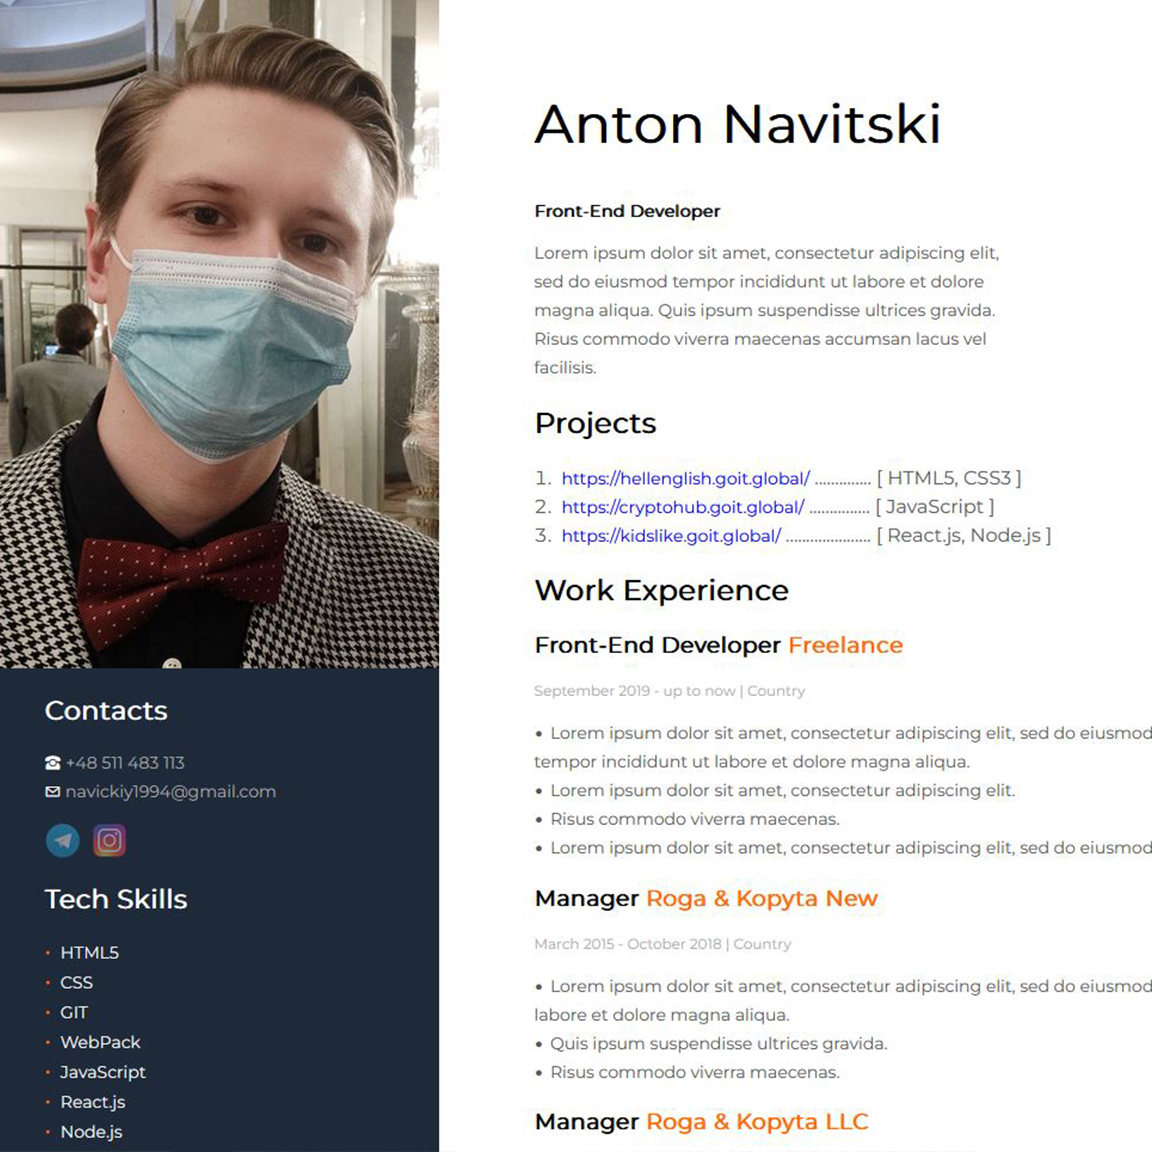 Anton Navitski
Front-End Developer
Lorem ipsum dolor sit amet, consectetur adipiscing elit,
sed do eiusmod tempor incididunt ut labore et dolore
magna aliqua. Quis ipsum suspendisse ultrices gravida.
Risus commodo viverra maecenas accumsan lacus vel
facilisis.
Projects
1. https://hellenglish.goit.global/ ............. [ HTML5, CSS3 ]
2. https://cryptohub.goit.global/ .............. [ JavaScript ]
3. https://kidslike.goit.global/ .................... [ React.js, Node.js ]
Work Experience
Front-End Developer Freelance
September 2019 - up to now | Country
• Lorem ipsum dolor sit amet, consectetur adipiscing elit, sed do eiusmod
tempor incididunt ut labore et dolore magna aliqua.
• Lorem ipsum dolor sit amet, consectetur adipiscing elit.
• Risus commodo viverra maecenas.
• Lorem ipsum dolor sit amet, consectetur adipiscing elit, sed do eiusmod
Manager Roga & Kopyta New
March 2015 - October 2018 | Country
• Lorem ipsum dolor sit amet, consectetur adipiscing elit, sed do eiusmod
labore et dolore magna aliqua.
• Quis ipsum suspendisse ultrices gravida.
• Risus commodo viverra maecenas.
Manager Roga & Kopyta LLC
Contacts
+48 511 483 113
navickiy1994@gmail.com
Tech Skills
• HTML5
• CSS
• GIT
• WebPack
• JavaScript
• React.js
• Node.js